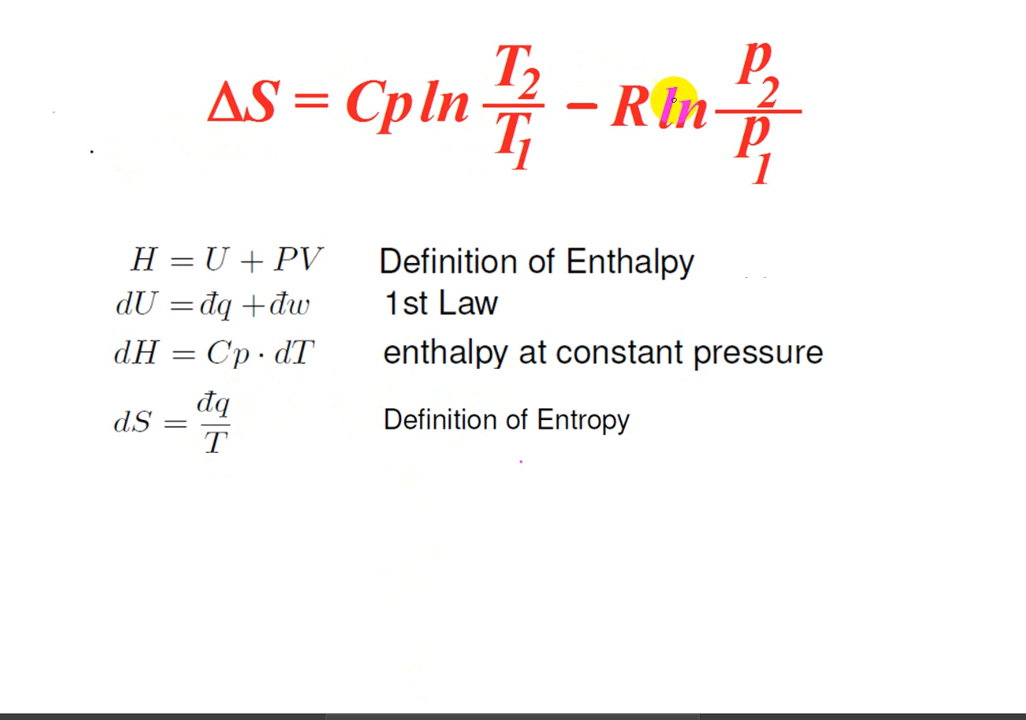 ΔS = Cp ln T₂/T₁ − R ln p₂/p₁
H = U + PV Definition of Enthalpy
dU = đq + đw 1st Law
dH = Cp · dT enthalpy at constant pressure
dS = đq/T Definition of Entropy